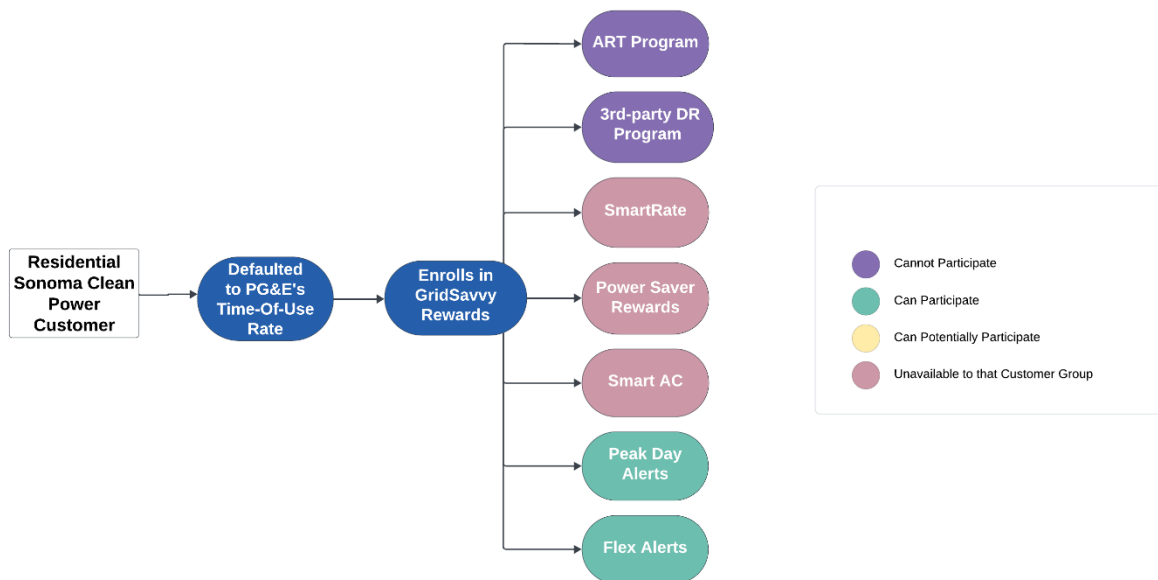 ART Program
3rd-party DR
Program
SmartRate
Residential
Sonoma Clean
Power
Customer
Defaulted
to PG&E's
Time-Of-Use
Rate
Enrolls in
GridSavvy
Rewards
Power Saver
Rewards
Smart AC
Peak Day
Alerts
Flex Alerts
Cannot Participate
Can Participate
Can Potentially Participate
Unavailable to that Customer Group